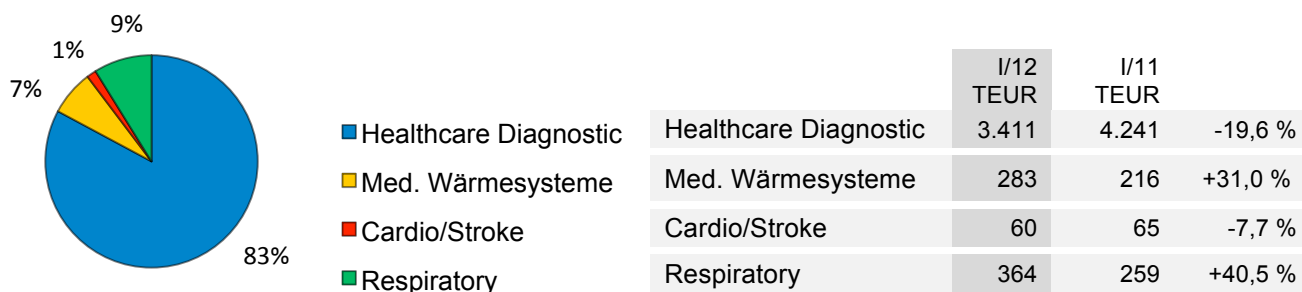 9%
1%
7%
83%
Healthcare Diagnostic
Med. Wärmesysteme
Cardio/Stroke
Respiratory
I/12 I/11
TEUR TEUR
Healthcare Diagnostic 3.411 4.241 -19,6 %
Med. Wärmesysteme 283 216 +31,0 %
Cardio/Stroke 60 65 -7,7 %
Respiratory 364 259 +40,5 %